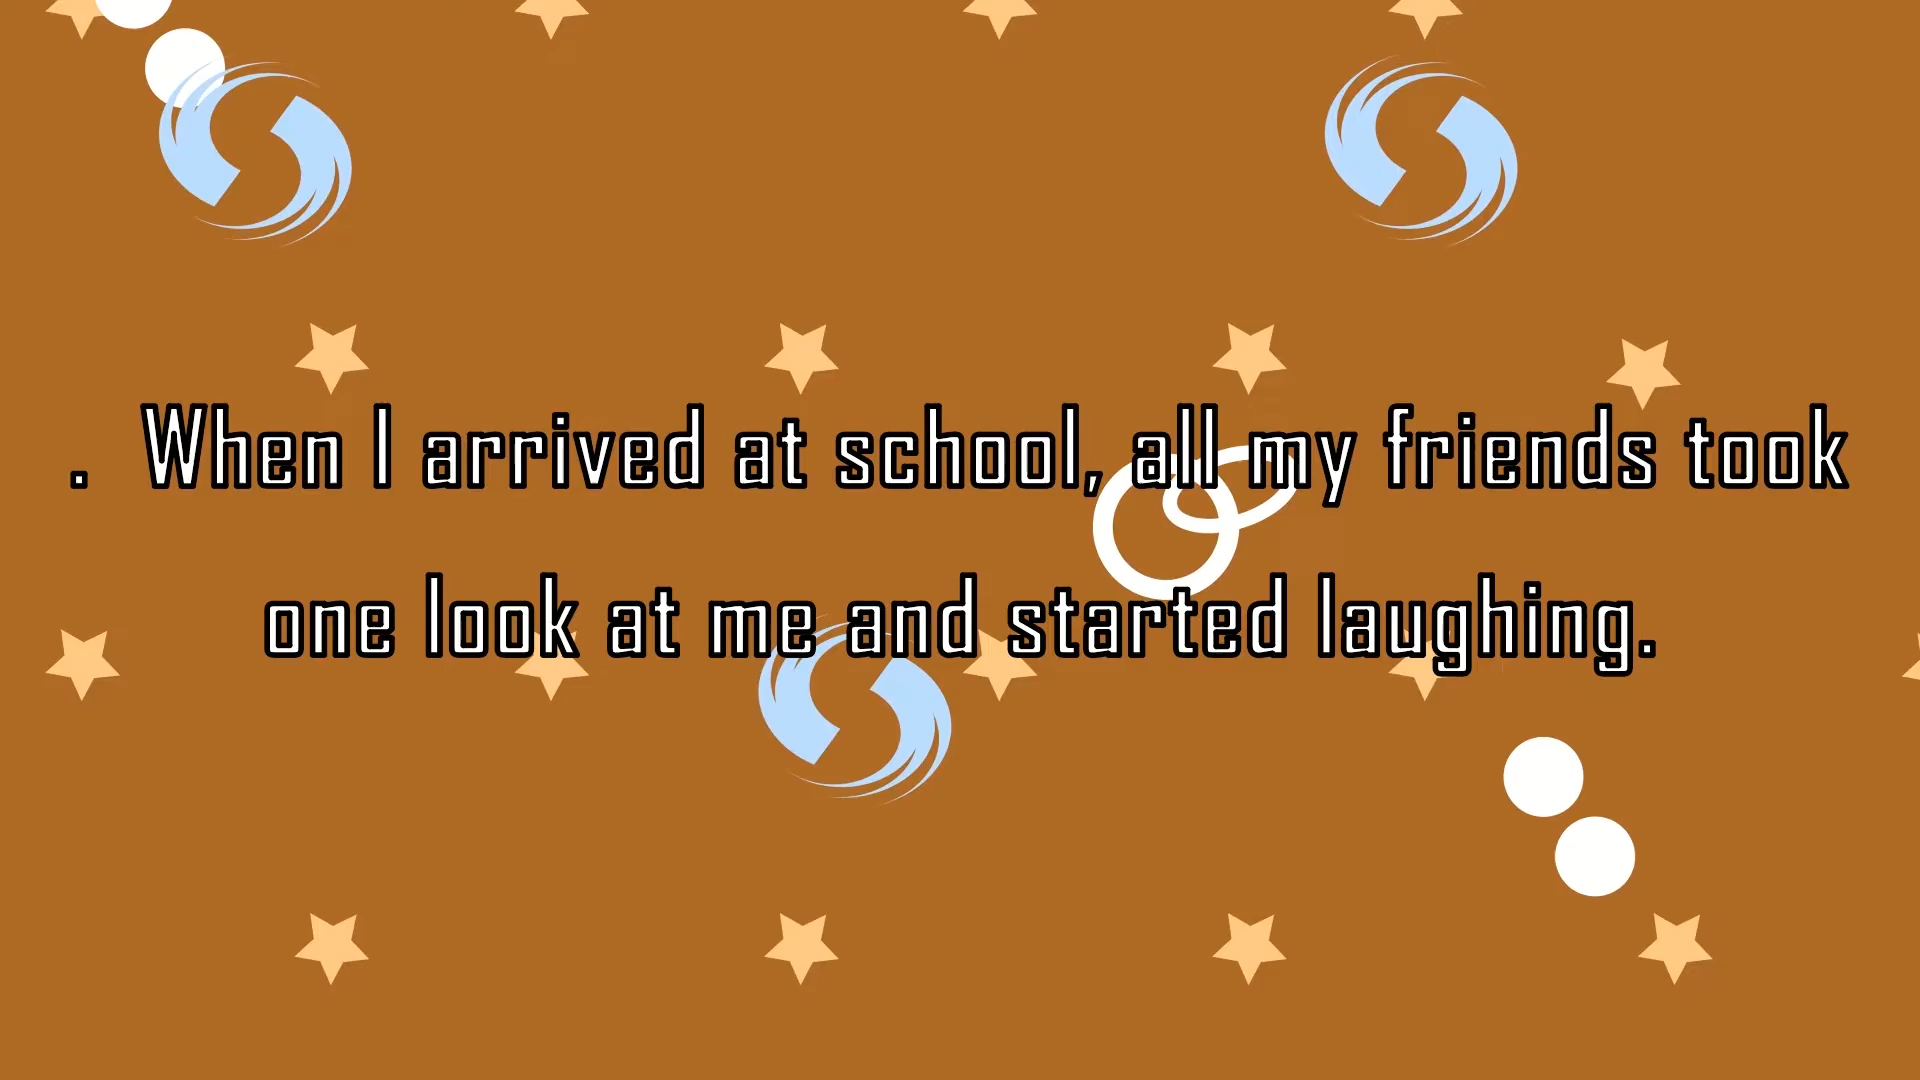 . When I arrived at school, all my friends took
one look at me and started laughing.